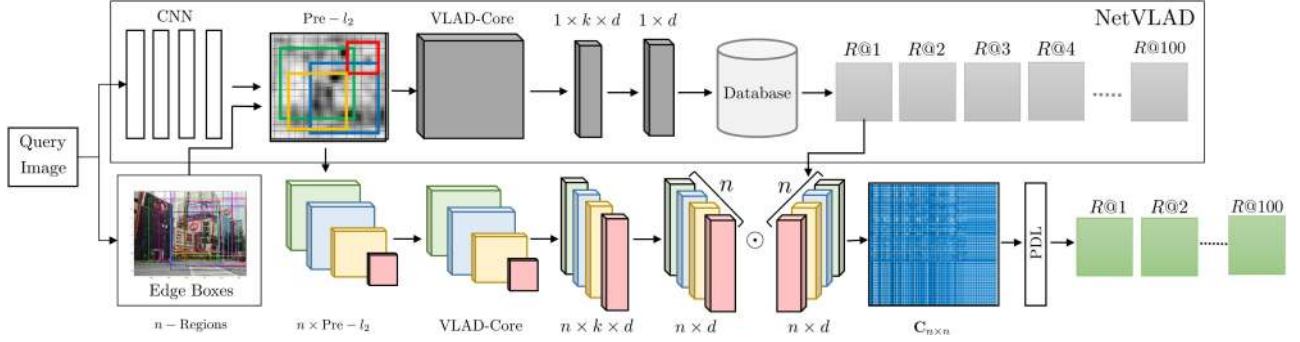 CNN
Pre-l₂
VLAD-Core
1 × k × d
1 × d
NetVLAD
R@1
R@2
R@3
R@4
R@100
Database
Query
Image
n
n
R@1
R@2
R@100
PDL
Edge Boxes
n − Regions
n × Pre-l₂
VLAD-Core
n × k × d
n × d
n × d
C_{n×n}